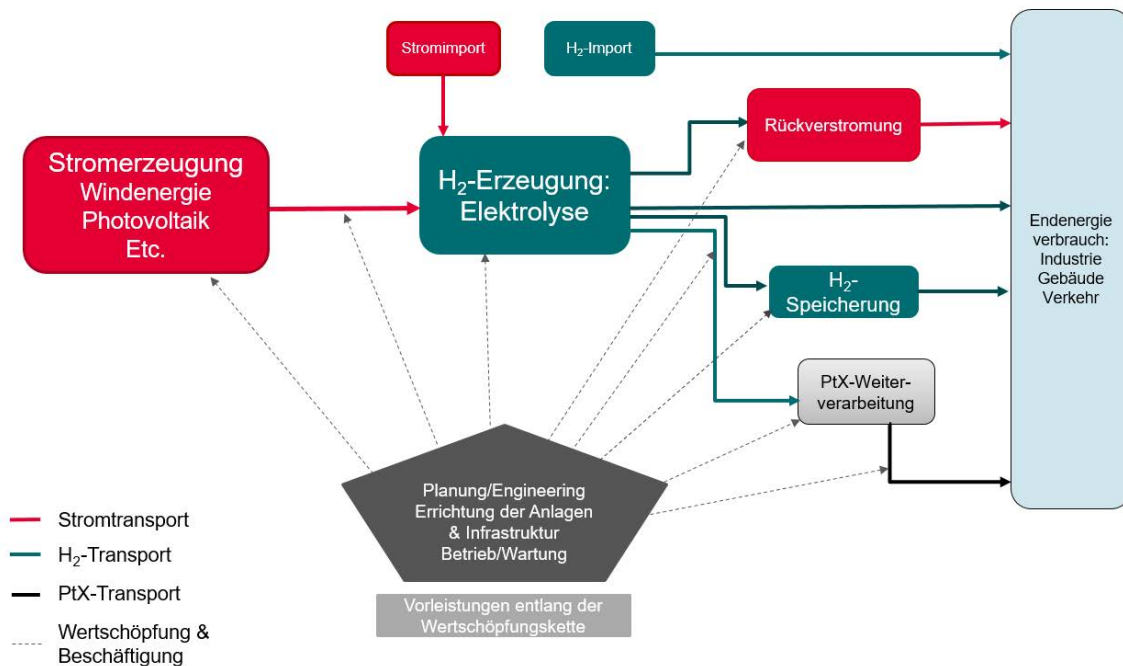 Stromimport
H₂-Import
Rückverstromung
Stromerzeugung
Windenergie
Photovoltaik
Etc.
H₂-Erzeugung:
Elektrolyse
Endenergie
verbrauch:
Industrie
Gebäude
Verkehr
H₂-
Speicherung
PtX-Weiter-
verarbeitung
Planung/Engineering
Errichtung der Anlagen
& Infrastruktur
Betrieb/Wartung
Vorleistungen entlang der
Wertschöpfungskette
Stromtransport
H₂-Transport
PtX-Transport
Wertschöpfung &
Beschäftigung